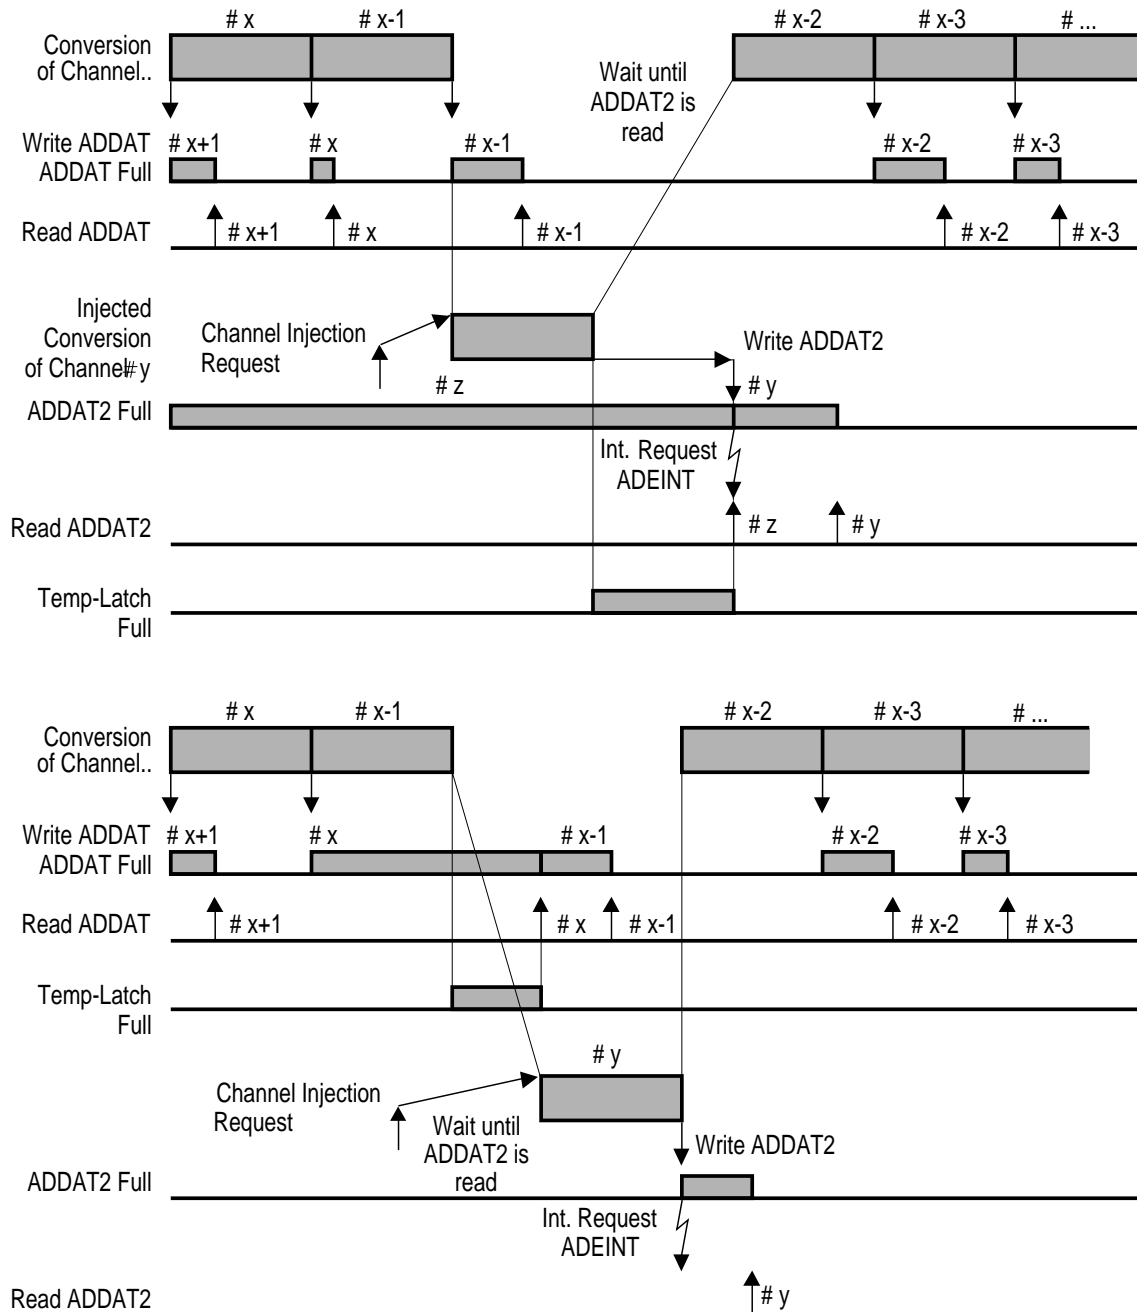 # x
# x-1
# x-2
# x-3
# ...
Conversion
of Channel..
Wait until
ADDAT2 is
read
Write ADDAT
ADDAT Full
# x+1
# x
# x-1
# x-2
# x-3
Read ADDAT
# x+1
# x
# x-1
# x-2
# x-3
Injected
Conversion
of Channel# y
Channel Injection
Request
Write ADDAT2
# z
# y
ADDAT2 Full
Int. Request
ADEINT
Read ADDAT2
# z
# y
Temp-Latch
Full
# x
# x-1
# x-2
# x-3
# ...
Conversion
of Channel..
Write ADDAT
ADDAT Full
# x+1
# x
# x-1
# x-2
# x-3
Read ADDAT
# x+1
# x
# x-1
# x-2
# x-3
Temp-Latch
Full
# y
Channel Injection
Request
Wait until
ADDAT2 is
read
Write ADDAT2
ADDAT2 Full
Int. Request
ADEINT
Read ADDAT2
# y